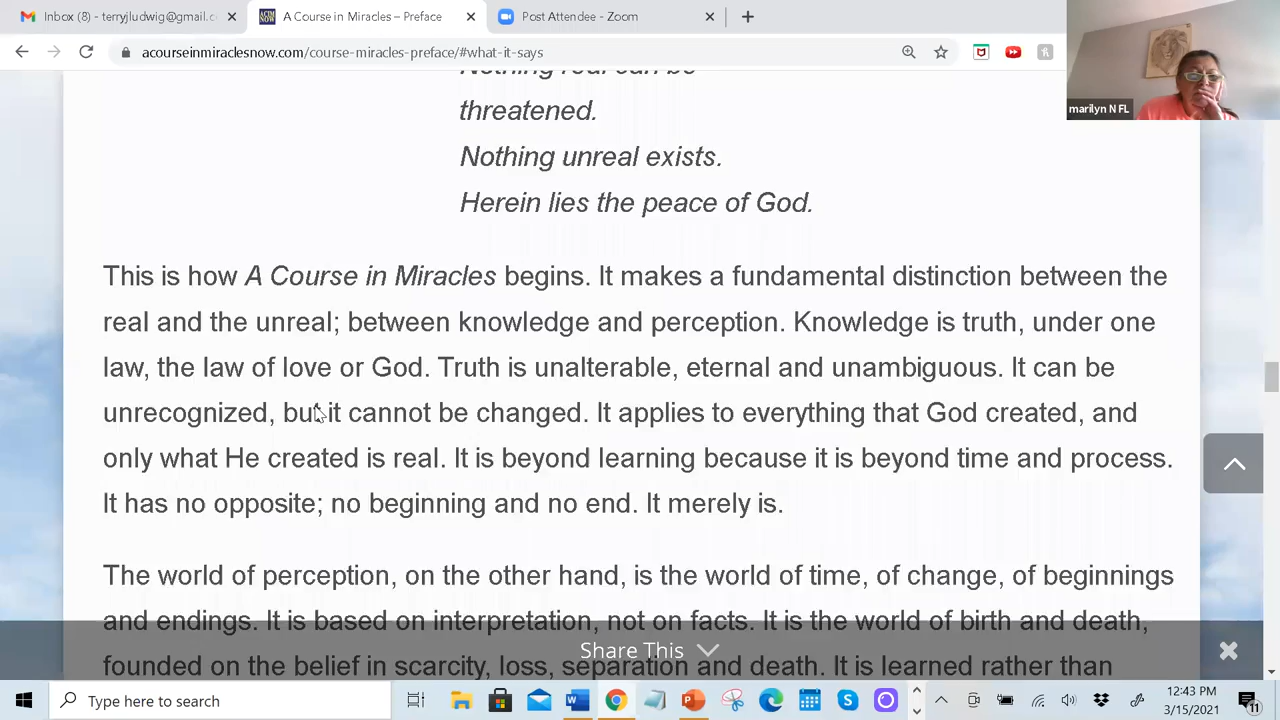 Inbox (8) - terryjludwig@gmail.c
A Course in Miracles – Preface
Post Attendee - Zoom
acourseinmiraclesnow.com/course-miracles-preface/#what-it-says
marilyn N FL
Nothing real can be
threatened.
Nothing unreal exists.
Herein lies the peace of God.
This is how A Course in Miracles begins. It makes a fundamental distinction between the
real and the unreal; between knowledge and perception. Knowledge is truth, under one
law, the law of love or God. Truth is unalterable, eternal and unambiguous. It can be
unrecognized, but it cannot be changed. It applies to everything that God created, and
only what He created is real. It is beyond learning because it is beyond time and process.
It has no opposite; no beginning and no end. It merely is.
The world of perception, on the other hand, is the world of time, of change, of beginnings
and endings. It is based on interpretation, not on facts. It is the world of birth and death,
founded on the belief in scarcity, loss, separation and death. It is learned rather than
Share This
Type here to search
12:43 PM
3/15/2021
11